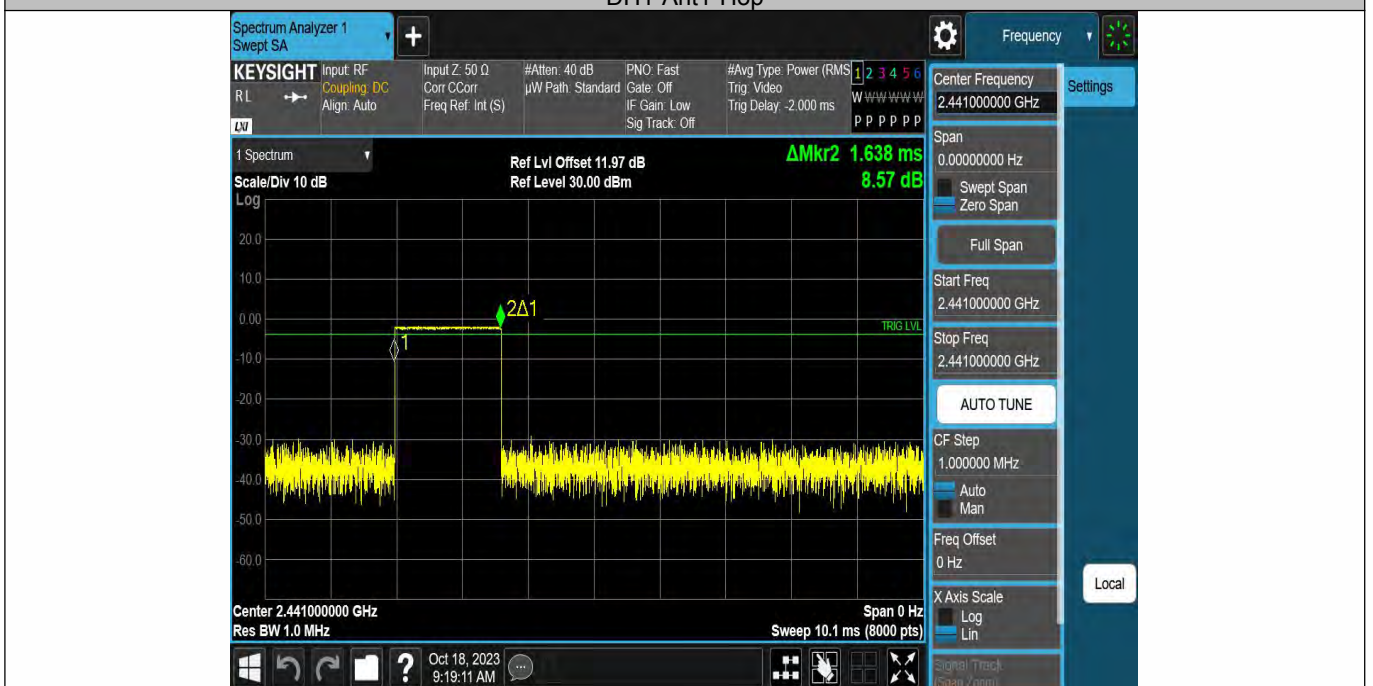 Spectrum Analyzer 1
Swept SA
+
Frequency
KEYSIGHT
RL
LXI
Input: RF
Coupling: DC
Align: Auto
Input Z: 50 Ω
Corr CCorr
Freq Ref: Int (S)
#Atten: 40 dB
µW Path: Standard
PNO: Fast
Gate: Off
IF Gain: Low
Sig Track: Off
#Avg Type: Power (RMS
Trig: Video
Trig Delay: -2.000 ms
1 2 3 4 5 6
W W W W W W
P P P P P P
1 Spectrum
Scale/Div 10 dB
Log
Ref Lvl Offset 11.97 dB
Ref Level 30.00 dBm
ΔMkr2 1.638 ms
8.57 dB
20.0
10.0
0.00
-10.0
-20.0
-30.0
-40.0
-50.0
-60.0
2Δ1
1
TRIG LVL
Center 2.441000000 GHz
Res BW 1.0 MHz
Span 0 Hz
Sweep 10.1 ms (8000 pts)
Oct 18, 2023
9:19:11 AM
Center Frequency
2.441000000 GHz
Settings
Span
0.00000000 Hz
Swept Span
Zero Span
Full Span
Start Freq
2.441000000 GHz
Stop Freq
2.441000000 GHz
AUTO TUNE
CF Step
1.000000 MHz
Auto
Man
Freq Offset
0 Hz
X Axis Scale
Log
Lin
Local
Signal Track
(Span Zoom)